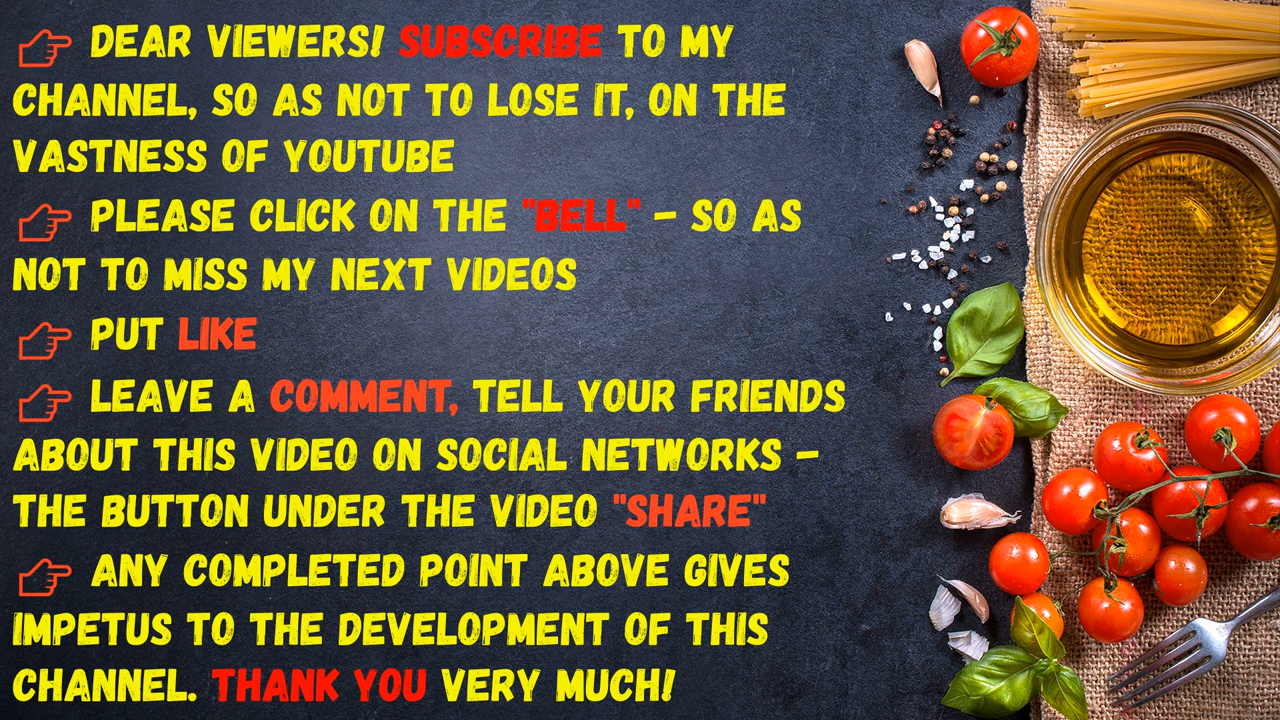 DEAR VIEWERS! SUBSCRIBE TO MY
CHANNEL, SO AS NOT TO LOSE IT, ON THE
VASTNESS OF YOUTUBE
PLEASE CLICK ON THE "BELL" - SO AS
NOT TO MISS MY NEXT VIDEOS
PUT LIKE
LEAVE A COMMENT, TELL YOUR FRIENDS
ABOUT THIS VIDEO ON SOCIAL NETWORKS -
THE BUTTON UNDER THE VIDEO "SHARE"
ANY COMPLETED POINT ABOVE GIVES
IMPETUS TO THE DEVELOPMENT OF THIS
CHANNEL. THANK YOU VERY MUCH!